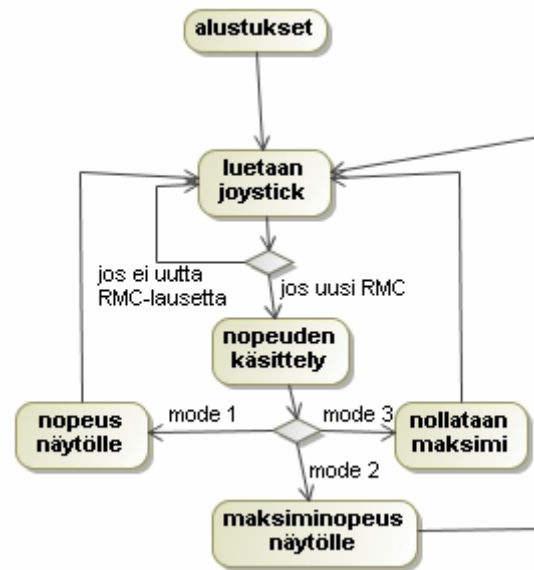 alustukset
luetaan
joystick
jos ei uutta
RMC-lausetta
jos uusi RMC
nopeuden
käsittely
nopeus
näytölle
mode 1
mode 3
nollataan
maksimi
mode 2
maksiminopeus
näytölle